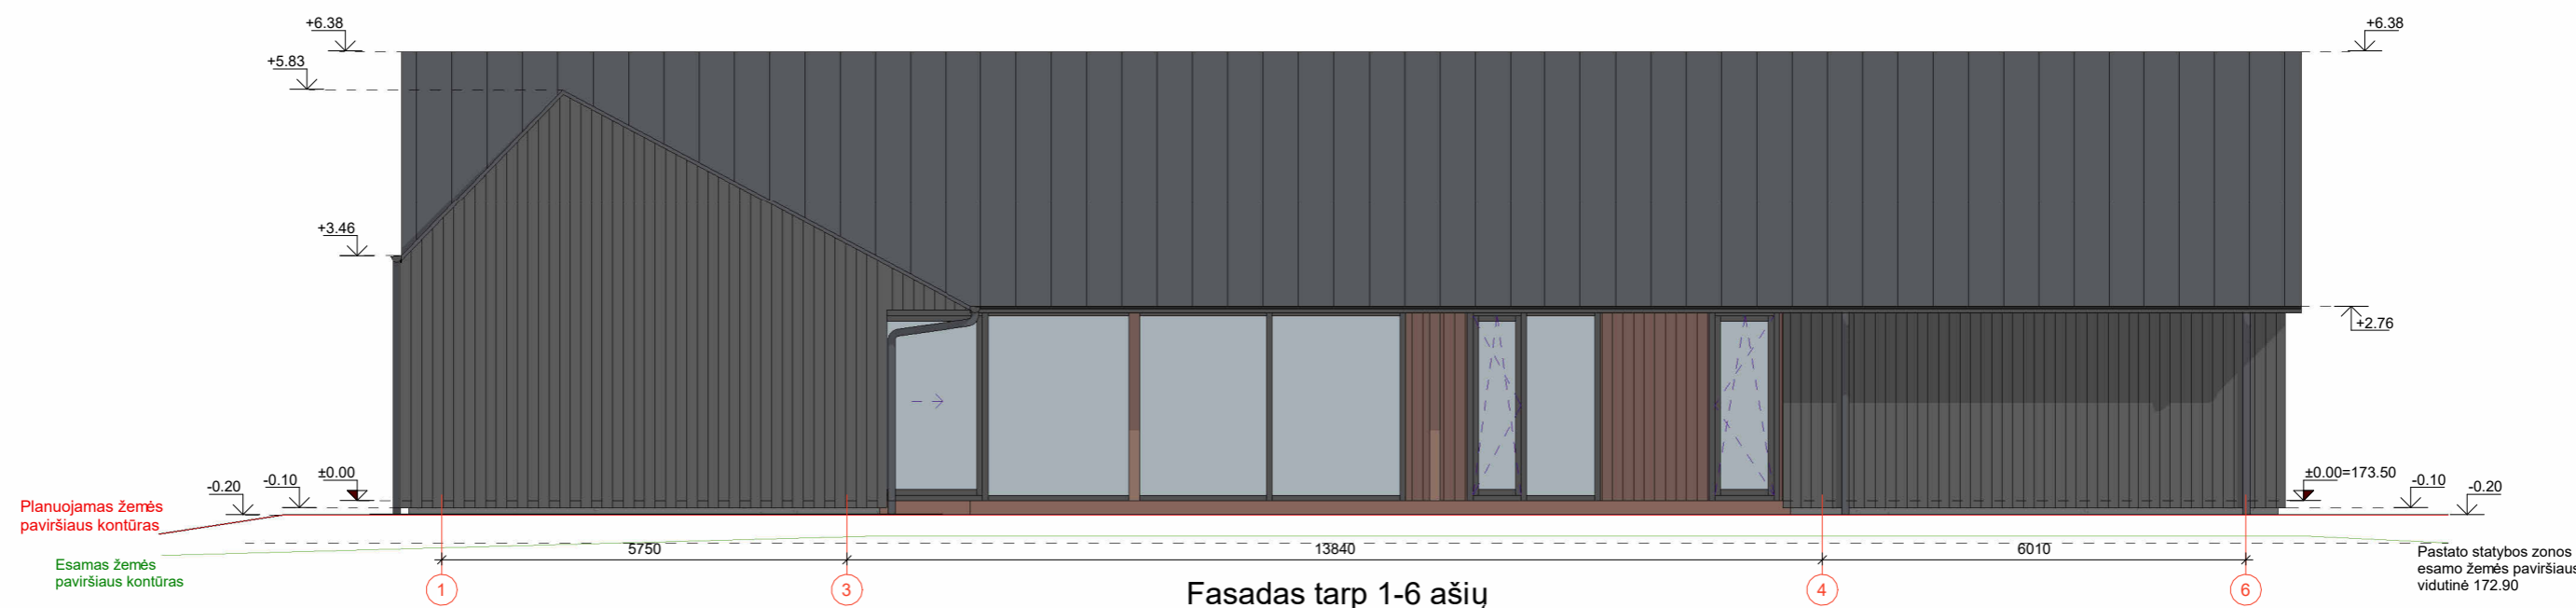 +6.38
+6.38
+5.83
+3.46
+2.76
-0.20
-0.10
±0.00
±0.00=173.50
-0.10
-0.20
Planuojamas žemės
paviršiaus kontūras
Esamas žemės
paviršiaus kontūras
5750
13840
6010
Pastato statybos zonos
esamo žemės paviršiaus
vidutinė 172.90
1
3
4
6
Fasadas tarp 1-6 ašių